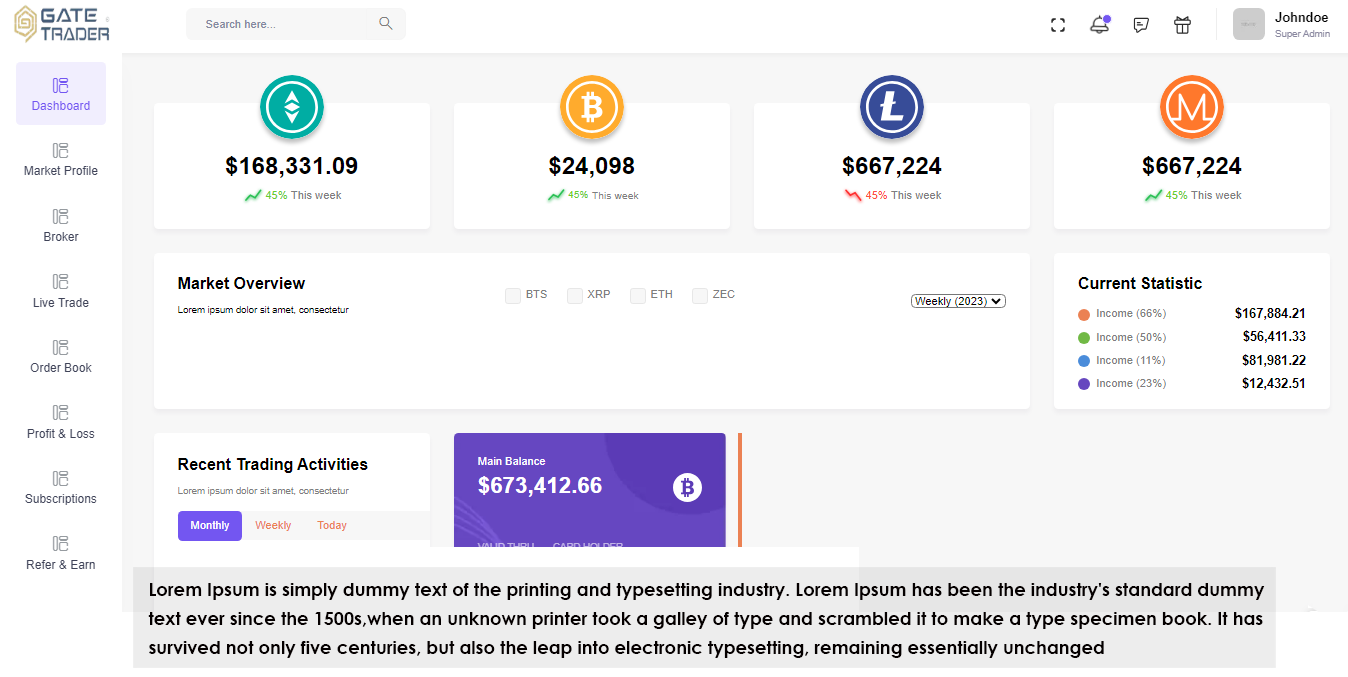 GATE
TRADER
Search here...
Johndoe
Super Admin
Dashboard
Market Profile
Broker
Live Trade
Order Book
Profit & Loss
Subscriptions
Refer & Earn
$168,331.09
45% This week
$24,098
45% This week
$667,224
45% This week
$667,224
45% This week
Market Overview
Lorem ipsum dolor sit amet, consectetur
BTS XRP ETH ZEC
Weekly (2023)
Current Statistic
Income (66%) $167,884.21
Income (50%) $56,411.33
Income (11%) $81,981.22
Income (23%) $12,432.51
Recent Trading Activities
Lorem ipsum dolor sit amet, consectetur
Monthly Weekly Today
Main Balance
$673,412.66
VALID THRU CARD HOLDER
Lorem Ipsum is simply dummy text of the printing and typesetting industry. Lorem Ipsum has been the industry's standard dummy
text ever since the 1500s,when an unknown printer took a galley of type and scrambled it to make a type specimen book. It has
survived not only five centuries, but also the leap into electronic typesetting, remaining essentially unchanged